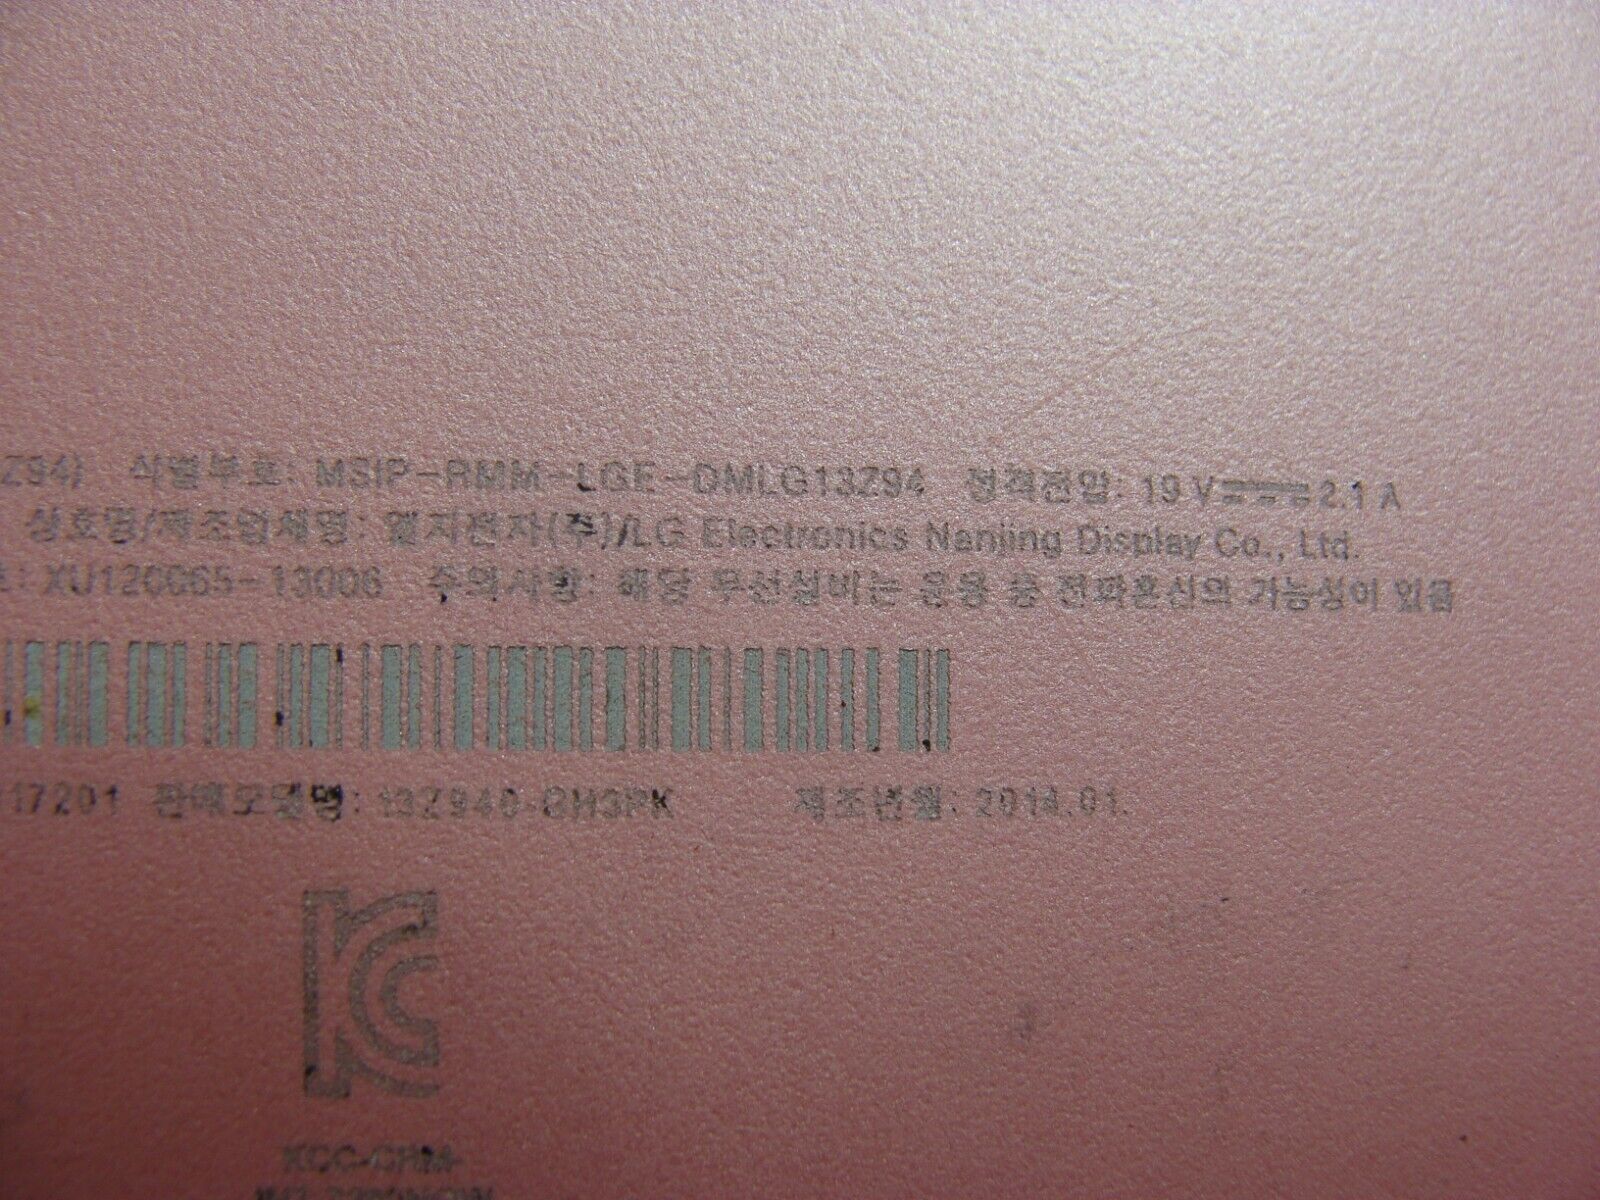 Z94) 식별부호: MSIP-RMM-LGE-DMLG13Z94 정격전압: 19 V 2.1 A
상호명/제조업체명: 엘지전자(주)/LG Electronics Nanjing Display Co., Ltd.
XU120065-13006 주의사항: 해당 무선설비는 운용 중 전파혼신의 가능성이 있음
17201 판매모델명: 13Z940-GH3PK 제조년월: 2014.01.
KC
KCC-CRM-